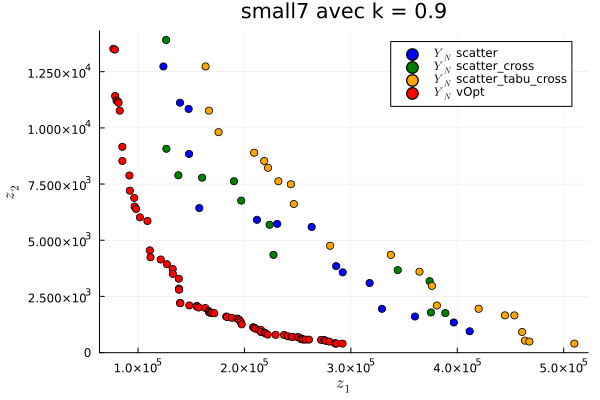 small7 avec k = 0.9
Y_N scatter
Y_N scatter_cross
Y_N scatter_tabu_cross
Y_N vOpt
z₂
1.250×10⁴
1.000×10⁴
7.500×10³
5.000×10³
2.500×10³
0
1.0×10⁵ 2.0×10⁵ 3.0×10⁵ 4.0×10⁵ 5.0×10⁵
z₁